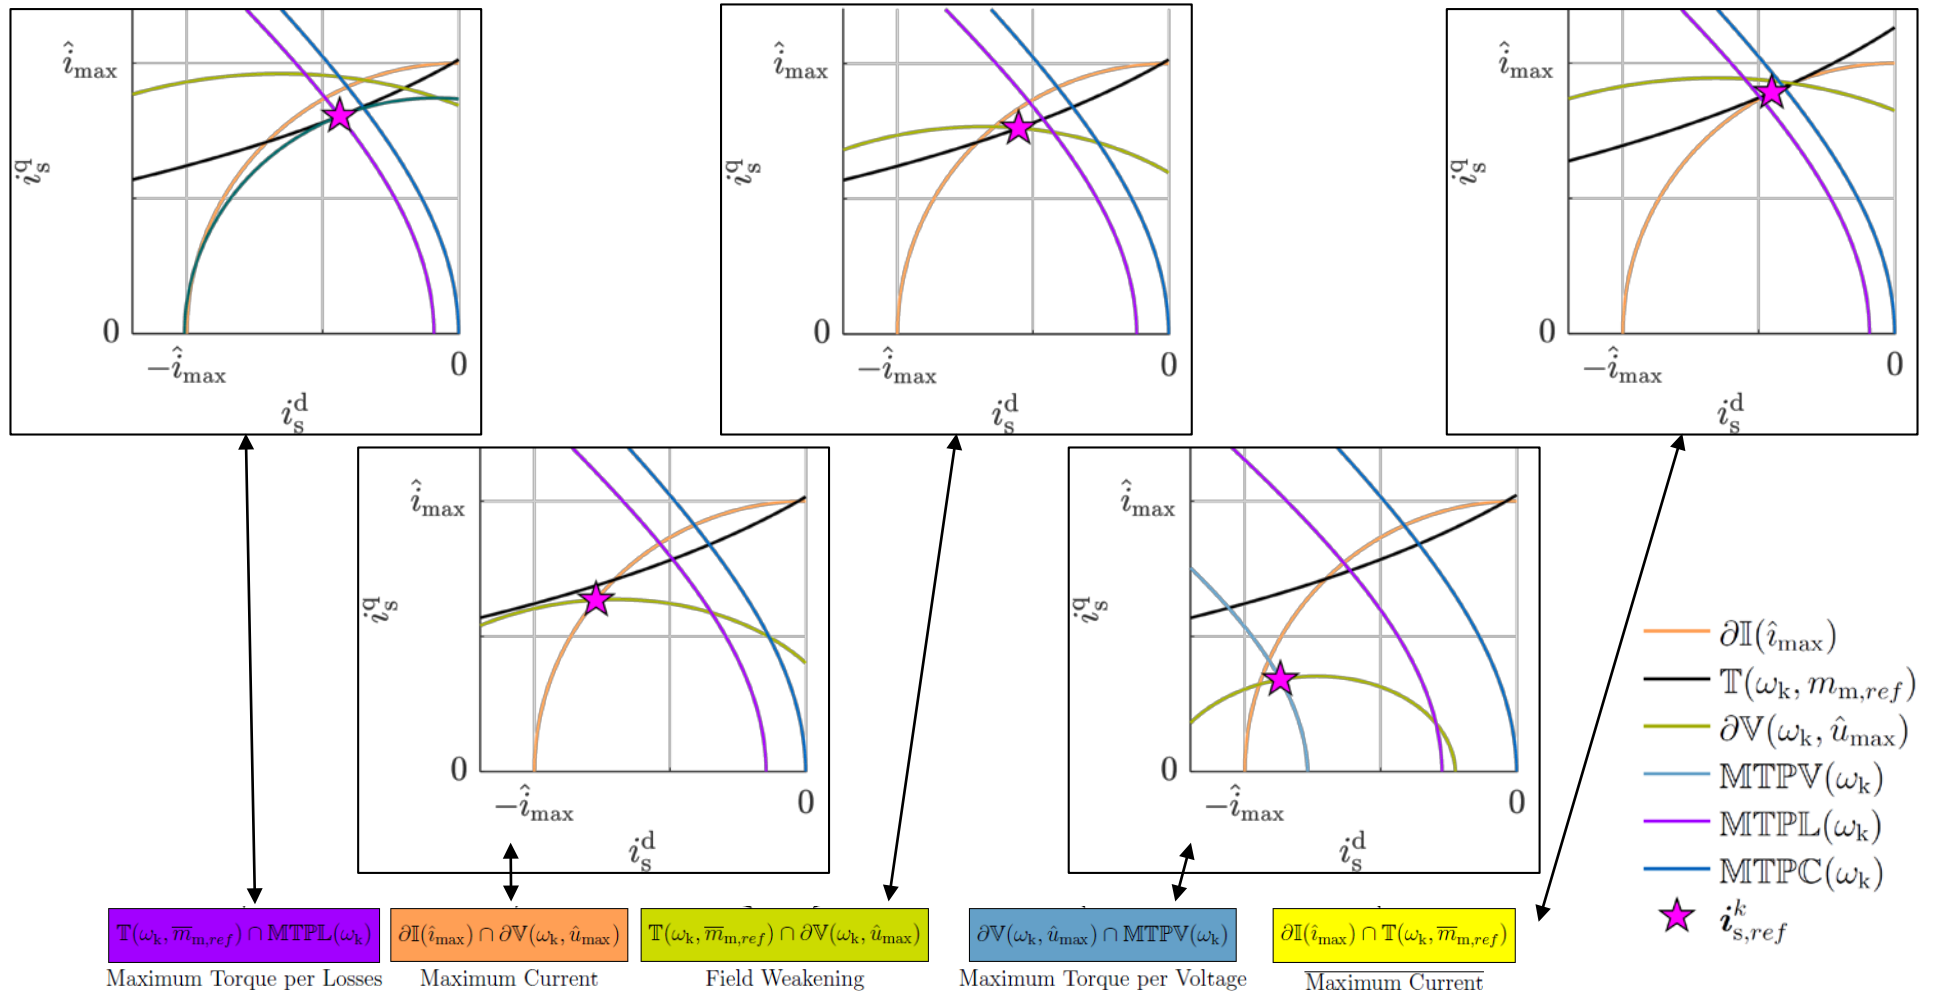 î_max
i_s^q
0
−î_max
0
i_s^d
î_max
i_s^q
0
−î_max
0
i_s^d
î_max
i_s^q
0
−î_max
0
i_s^d
î_max
i_s^q
0
−î_max
0
i_s^d
î_max
i_s^q
0
−î_max
0
i_s^d
∂𝕀(î_max)
𝕋(ω_k, m_m,ref)
∂𝕍(ω_k, û_max)
𝕄𝕋ℙ𝕍(ω_k)
𝕄𝕋ℙ𝕃(ω_k)
𝕄𝕋ℙℂ(ω_k)
i^k_s,ref
𝕋(ω_k, m̅_m,ref) ∩ 𝕄𝕋ℙ𝕃(ω_k)
Maximum Torque per Losses
∂𝕀(î_max) ∩ ∂𝕍(ω_k, û_max)
Maximum Current
𝕋(ω_k, m̅_m,ref) ∩ ∂𝕍(ω_k, û_max)
Field Weakening
∂𝕍(ω_k, û_max) ∩ 𝕄𝕋ℙ𝕍(ω_k)
Maximum Torque per Voltage
∂𝕀(î_max) ∩ 𝕋(ω_k, m̅_m,ref)
Maximum Current